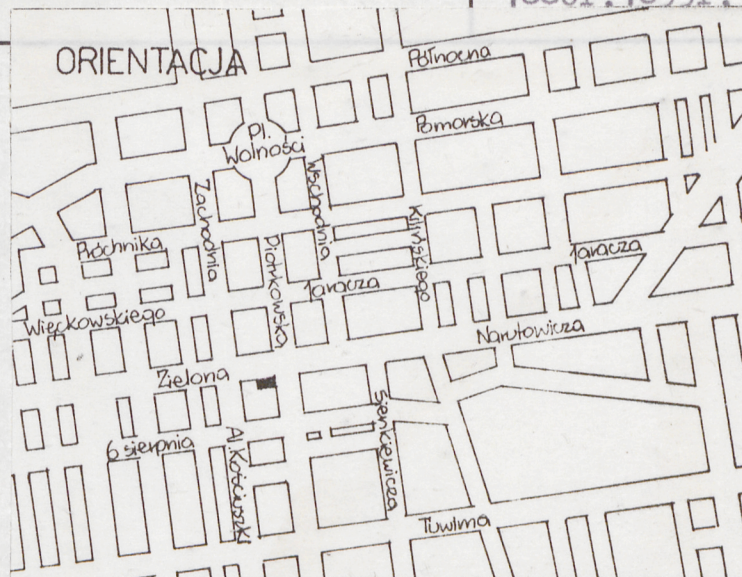 ORIENTACJA
Północna
Pomorska
Pl.
Wolności
Zachodnia
Wschodnia
Kilińskiego
Próchnika
Piotrkowska
Jaracza
Jaracza
Więckowskiego
Narutowicza
Zielona
Sienkiewicza
6 sierpnia
Al. Kościuszki
Tuwima